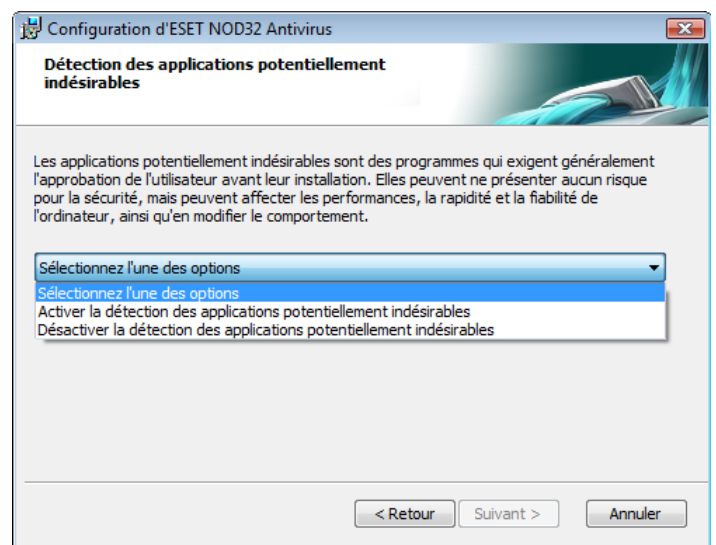 Configuration d'ESET NOD32 Antivirus
Détection des applications potentiellement
indésirables
Les applications potentiellement indésirables sont des programmes qui exigent généralement
l'approbation de l'utilisateur avant leur installation. Elles peuvent ne présenter aucun risque
pour la sécurité, mais peuvent affecter les performances, la rapidité et la fiabilité de
l'ordinateur, ainsi qu'en modifier le comportement.
Sélectionnez l'une des options
Sélectionnez l'une des options
Activer la détection des applications potentiellement indésirables
Désactiver la détection des applications potentiellement indésirables
< Retour Suivant > Annuler